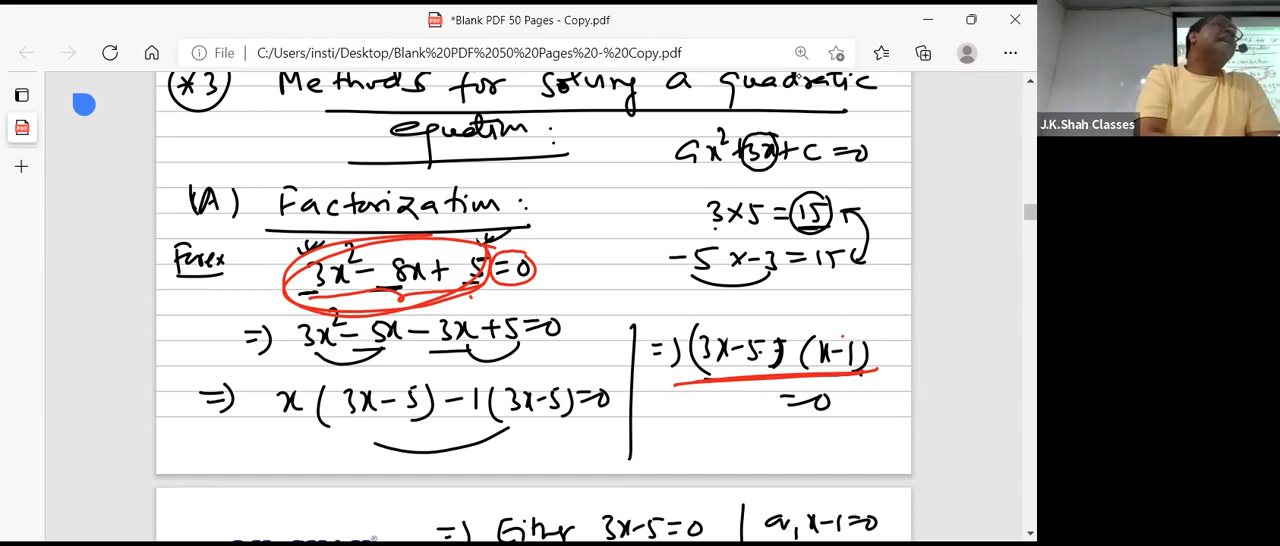 *Blank PDF 50 Pages - Copy.pdf
File C:/Users/insti/Desktop/Blank%20PDF%2050%20Pages%20-%20Copy.pdf
J.K.Shah Classes
(*3) Methods for solving a quadratic
equation :
ax² + bx + c = 0
(A) Factorization :
3 x 5 = 15
-5 x -3 = 15
For ex 3x² - 8x + 5 = 0
=) 3x² - 5x - 3x + 5 = 0
=) x ( 3x - 5 ) - 1 ( 3x - 5 ) = 0
=) (3x - 5) (x - 1)
= 0
=) Either 3x - 5 = 0 | or, x - 1 = 0